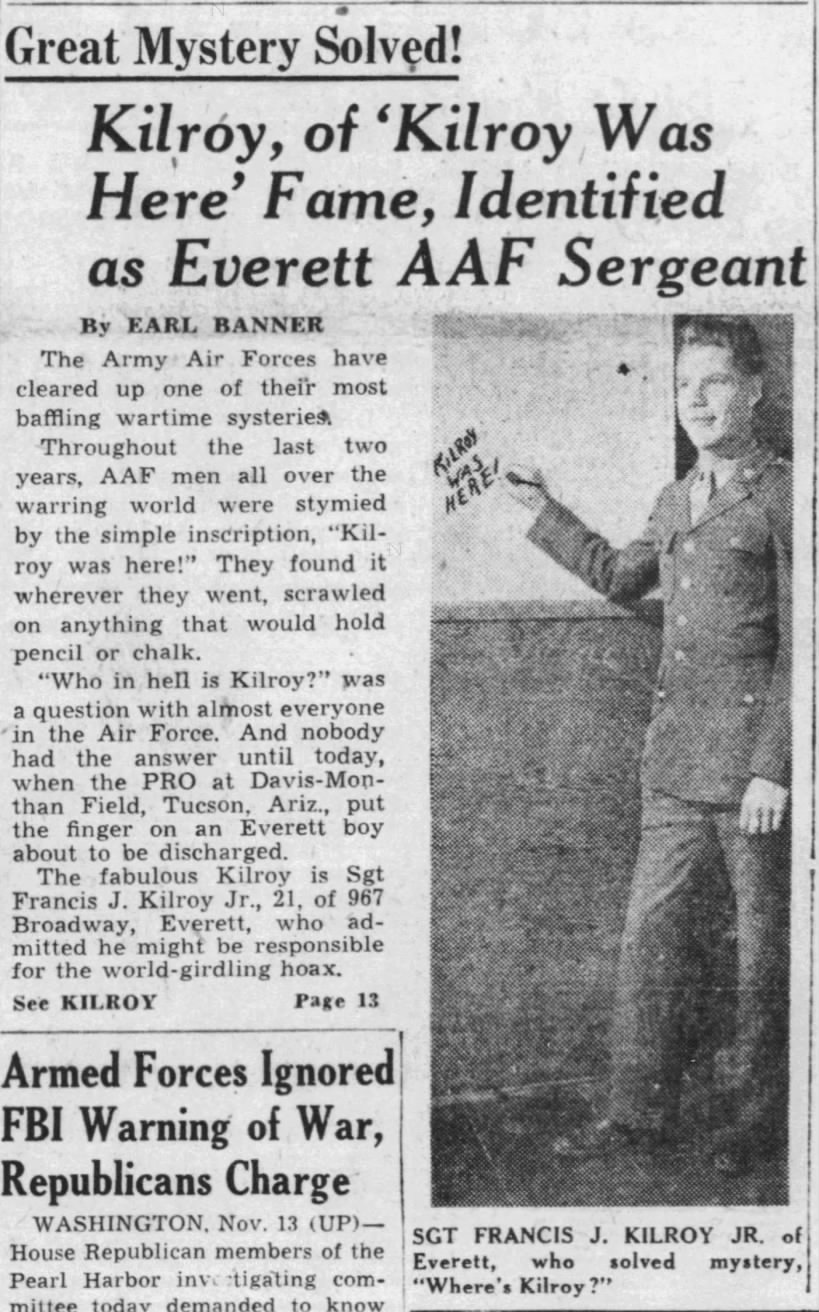 Great Mystery Solved!
Kilroy, of ‘Kilroy Was
Here’ Fame, Identified
as Everett AAF Sergeant
By EARL BANNER
The Army Air Forces have
cleared up one of their most
baffling wartime systeries.
Throughout the last two
years, AAF men all over the
warring world were stymied
by the simple inscription, “Kil-
roy was here!” They found it
wherever they went, scrawled
on anything that would hold
pencil or chalk.
“Who in hell is Kilroy?” was
a question with almost everyone
in the Air Force. And nobody
had the answer until today,
when the PRO at Davis-Mon-
than Field, Tucson, Ariz., put
the finger on an Everett boy
about to be discharged.
The fabulous Kilroy is Sgt
Francis J. Kilroy Jr., 21, of 967
Broadway, Everett, who ad-
mitted he might be responsible
for the world-girdling hoax.
See KILROY Page 13
KILROY
WAS
HERE!
SGT FRANCIS J. KILROY JR. of
Everett, who solved mystery,
“Where's Kilroy?”
Armed Forces Ignored
FBI Warning of War,
Republicans Charge
WASHINGTON, Nov. 13 (UP)—
House Republican members of the
Pearl Harbor investigating com-
mittee today demanded to know